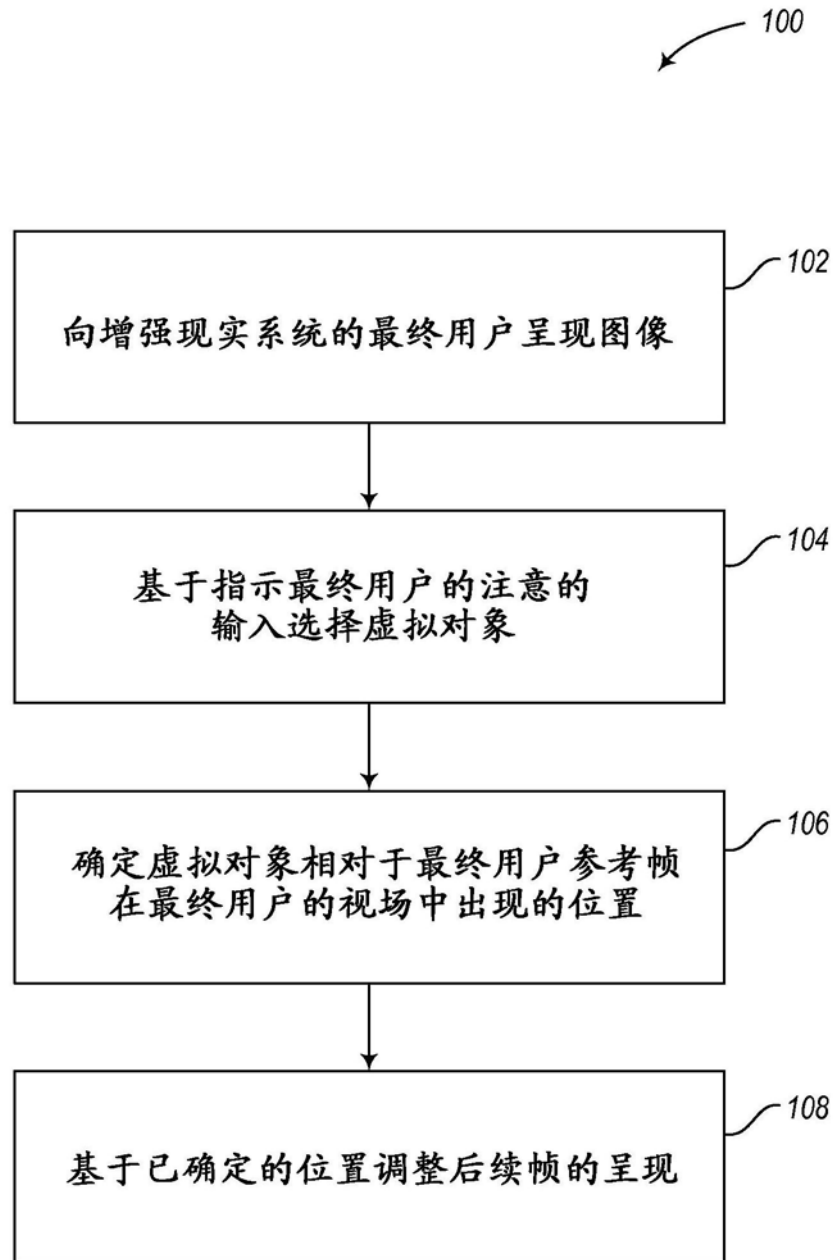 100
102
向增强现实系统的最终用户呈现图像
104
基于指示最终用户的注意的
输入选择虚拟对象
106
确定虚拟对象相对于最终用户参考帧
在最终用户的视场中出现的位置
108
基于已确定的位置调整后续帧的呈现